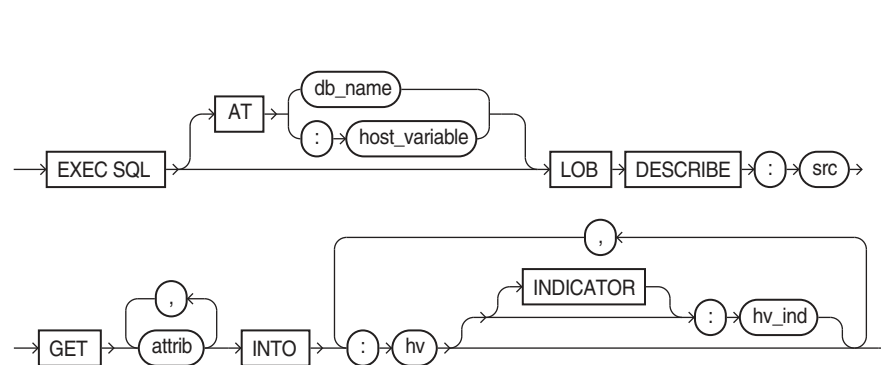 db_name
AT
: host_variable
EXEC SQL LOB DESCRIBE : src
,
INDICATOR
, : hv_ind
GET attrib INTO : hv